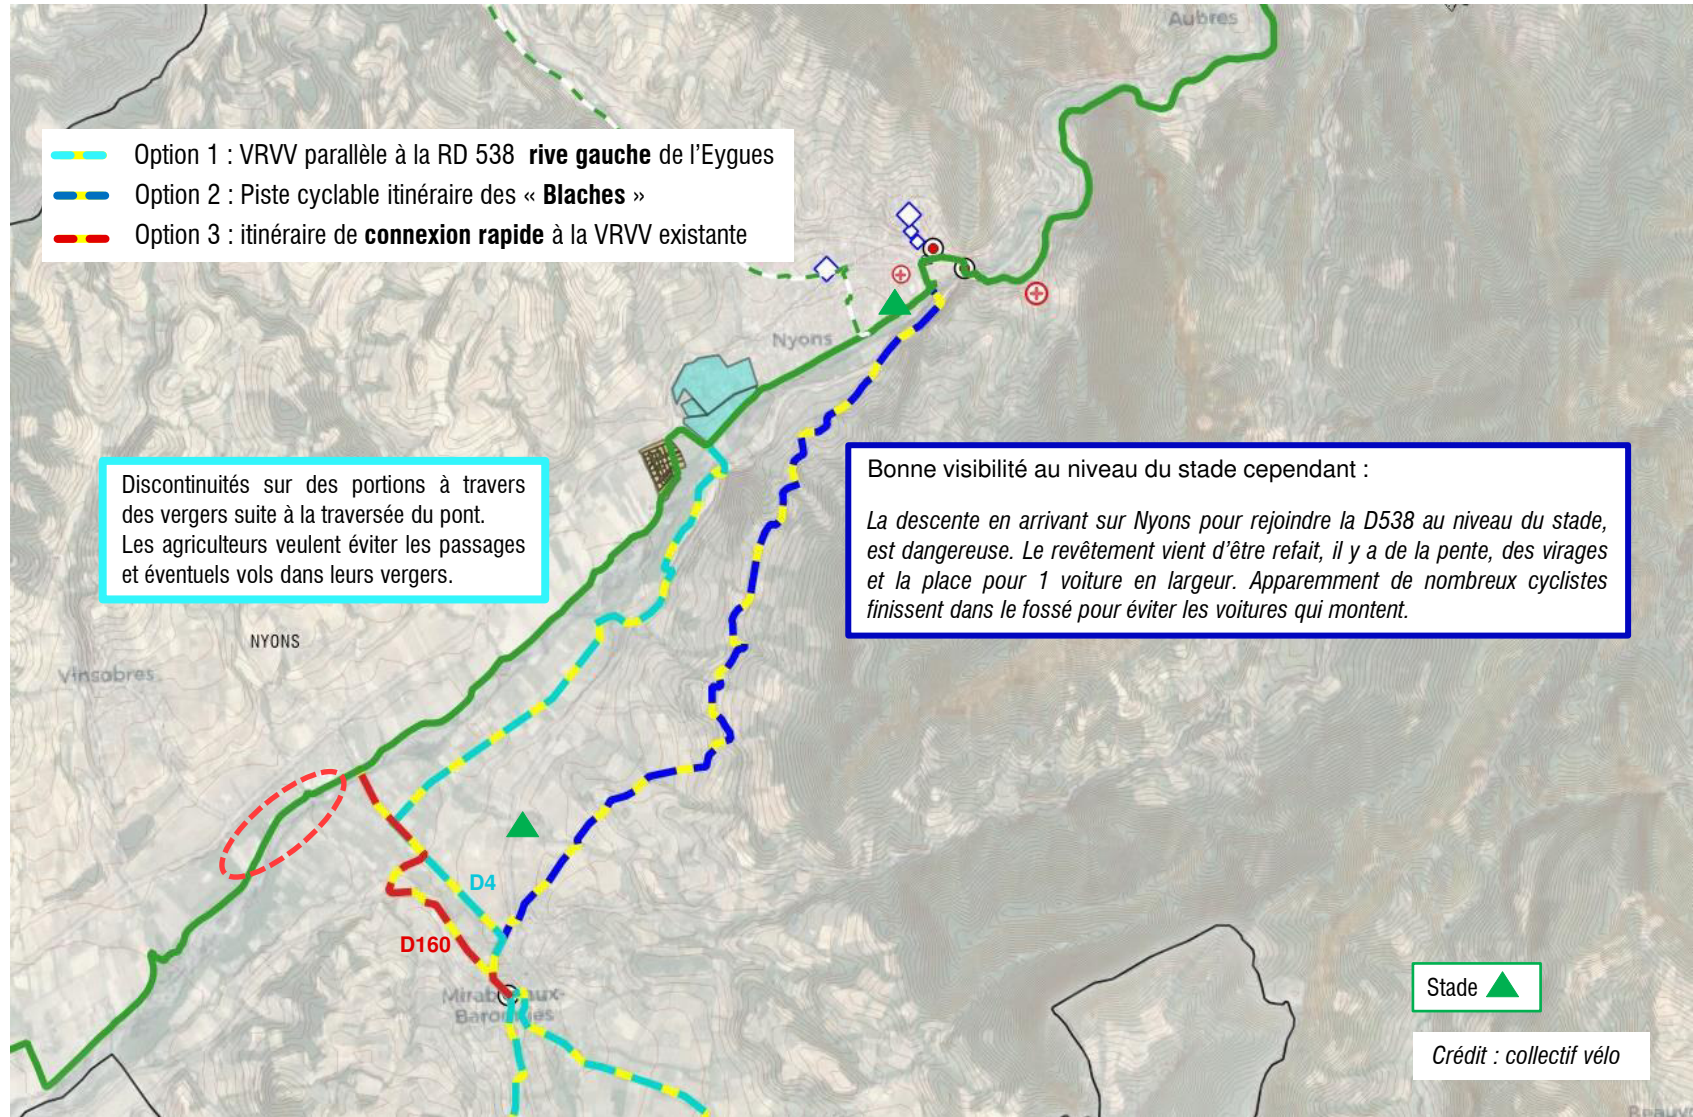 Aubres
Option 1 : VRVV parallèle à la RD 538 rive gauche de l'Eygues
Option 2 : Piste cyclable itinéraire des « Blaches »
Option 3 : itinéraire de connexion rapide à la VRVV existante
Nyons
Discontinuités sur des portions à travers
des vergers suite à la traversée du pont.
Les agriculteurs veulent éviter les passages
et éventuels vols dans leurs vergers.
Bonne visibilité au niveau du stade cependant :
La descente en arrivant sur Nyons pour rejoindre la D538 au niveau du stade,
est dangereuse. Le revêtement vient d'être refait, il y a de la pente, des virages
et la place pour 1 voiture en largeur. Apparemment de nombreux cyclistes
finissent dans le fossé pour éviter les voitures qui montent.
NYONS
Vinsobres
D4
D160
Stade
Crédit : collectif vélo